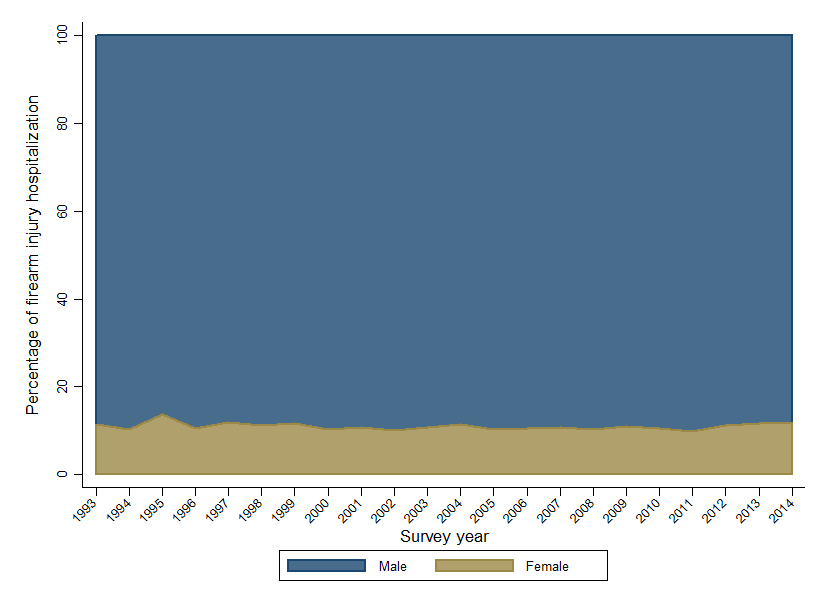 Percentage of firearm injury hospitalization
100
80
60
40
20
0
1993 1994 1995 1996 1997 1998 1999 2000 2001 2002 2003 2004 2005 2006 2007 2008 2009 2010 2011 2012 2013 2014
Survey year
Male Female